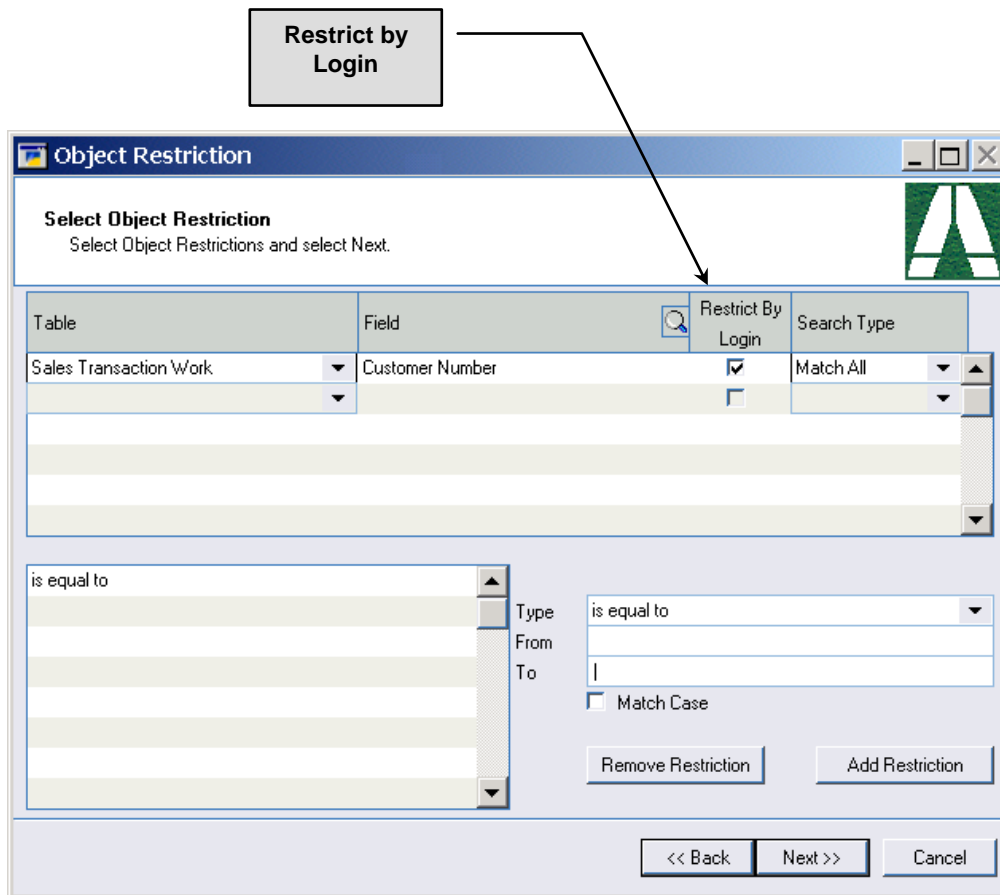 Restrict by
Login
Object Restriction
Select Object Restriction
Select Object Restrictions and select Next.
Table Field Restrict By Login Search Type
Sales Transaction Work Customer Number Match All
is equal to
Type is equal to
From
To
Match Case
Remove Restriction Add Restriction
<< Back Next >> Cancel